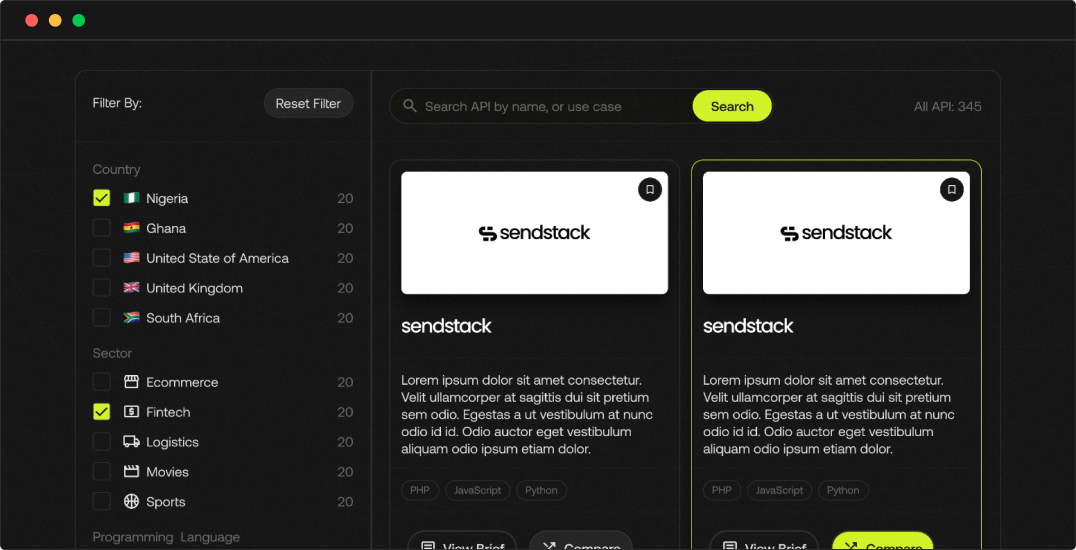 Filter By:
Reset Filter
Search API by name, or use case
Search
All API: 345
Country
Nigeria 20
Ghana 20
United State of America 20
United Kingdom 20
South Africa 20
Sector
Ecommerce 20
Fintech 20
Logistics 20
Movies 20
Sports 20
Programming Language
sendstack
sendstack
Lorem ipsum dolor sit amet consectetur.
Velit ullamcorper at sagittis dui sit pretium
sem odio. Egestas a ut vestibulum at nunc
odio id id. Odio auctor eget vestibulum
aliquam odio ipsum etiam dolor.
PHP JavaScript Python
View Brief Compare
sendstack
sendstack
Lorem ipsum dolor sit amet consectetur.
Velit ullamcorper at sagittis dui sit pretium
sem odio. Egestas a ut vestibulum at nunc
odio id id. Odio auctor eget vestibulum
aliquam odio ipsum etiam dolor.
PHP JavaScript Python
View Brief Compare